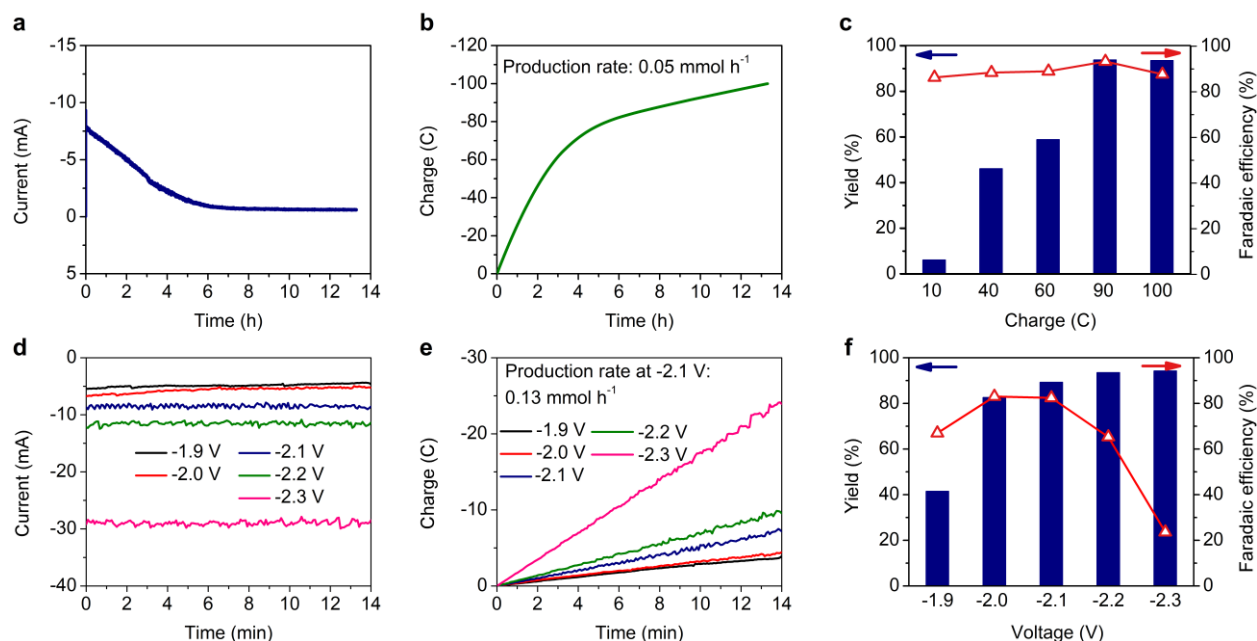 a
-15
-10
-5
0
5
Current (mA)
0 2 4 6 8 10 12 14
Time (h)
b
-120
-100
-80
-60
-40
-20
0
Charge (C)
Production rate: 0.05 mmol h⁻¹
0 2 4 6 8 10 12 14
Time (h)
c
100
80
60
40
20
0
Yield (%)
100
80
60
40
20
0
Faradaic efficiency (%)
10 40 60 90 100
Charge (C)
d
0
-10
-20
-30
-40
Current (mA)
-1.9 V -2.1 V
-2.0 V -2.2 V
-2.3 V
0 2 4 6 8 10 12 14
Time (min)
e
-30
-20
-10
0
Charge (C)
Production rate at -2.1 V:
0.13 mmol h⁻¹
-1.9 V -2.2 V
-2.0 V -2.3 V
-2.1 V
0 2 4 6 8 10 12 14
Time (min)
f
100
80
60
40
20
0
Yield (%)
100
80
60
40
20
0
Faradaic efficiency (%)
-1.9 -2.0 -2.1 -2.2 -2.3
Voltage (V)